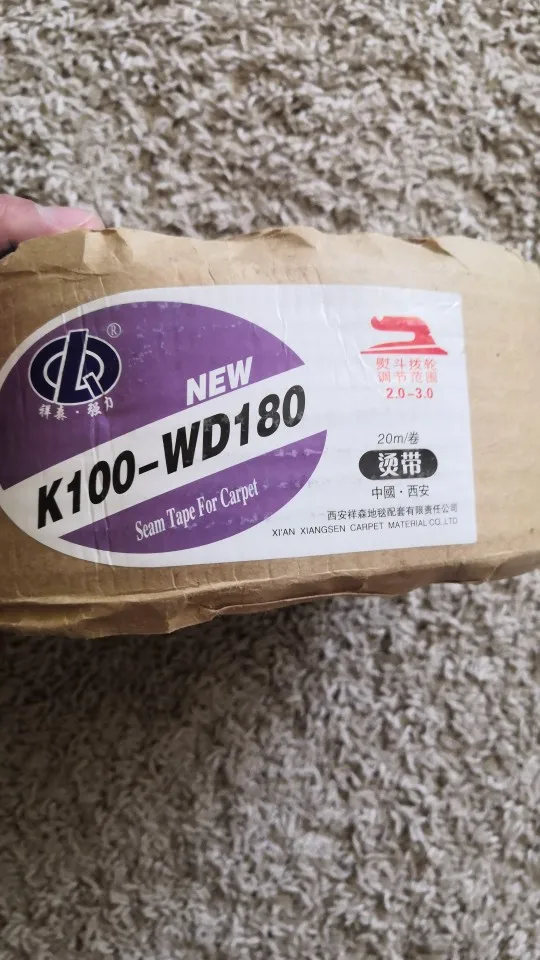 ®
祥森·强力
NEW
K100-WD180
Seam Tape For Carpet
熨斗拨轮
调节范围
2.0-3.0
20m/卷
烫带
中國·西安
西安祥森地毯配套有限责任公司
XI'AN XIANGSEN CARPET MATERIAL CO.,LTD